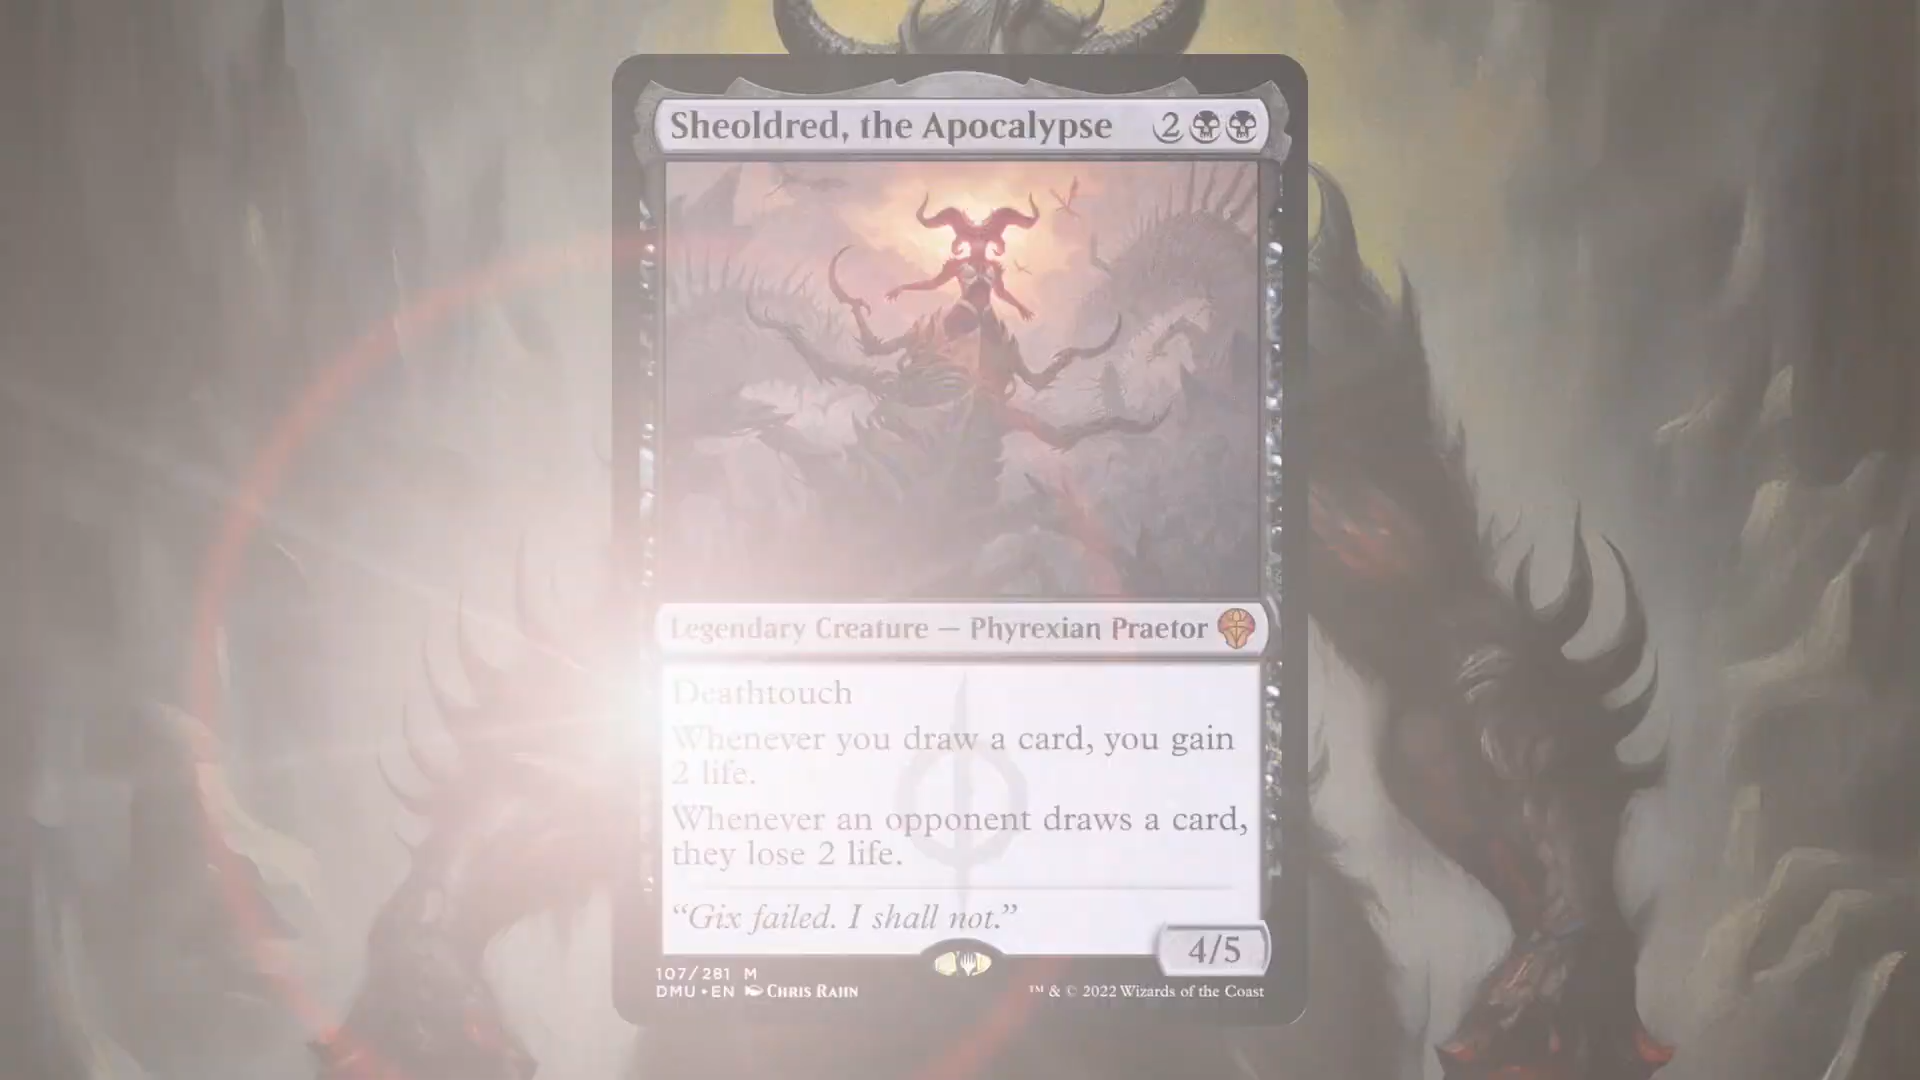 Sheoldred, the Apocalypse 2
Legendary Creature — Phyrexian Praetor
Deathtouch
Whenever you draw a card, you gain
2 life.
Whenever an opponent draws a card,
they lose 2 life.
“Gix failed. I shall not.”
4/5
107/281 M
DMU • EN Chris Rahn
™ & © 2022 Wizards of the Coast